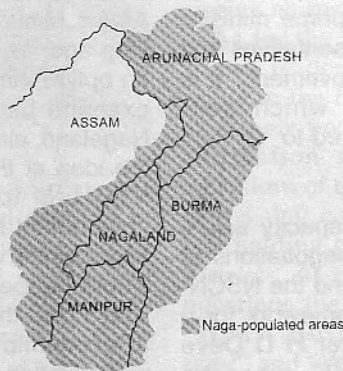 ARUNACHAL PRADESH
ASSAM
BURMA
NAGALAND
MANIPUR
Naga-populated areas